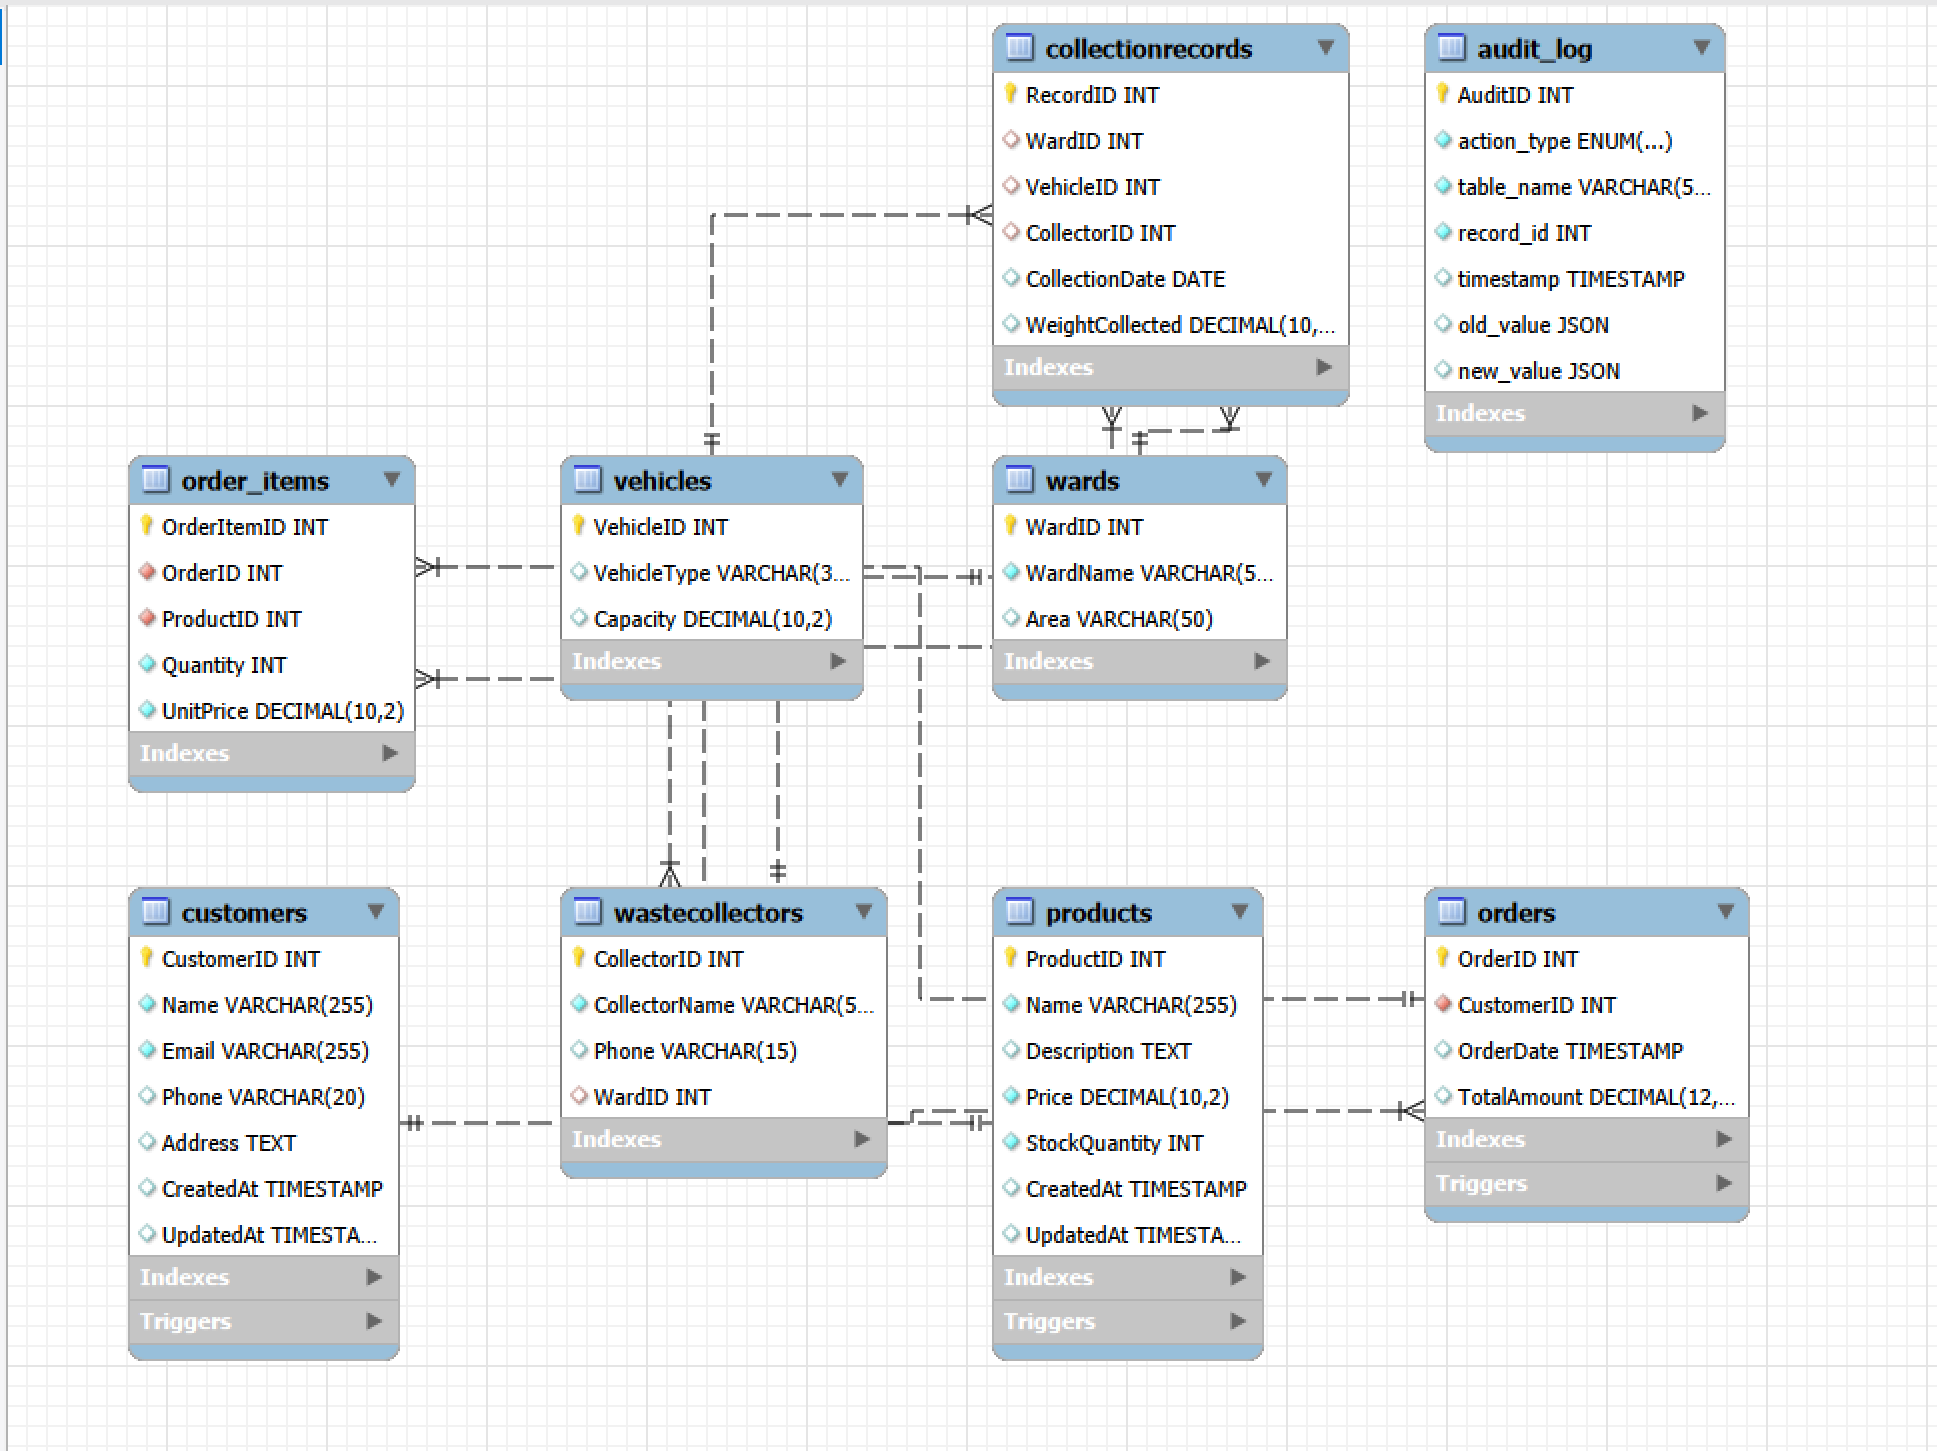 collectionrecords
RecordID INT
WardID INT
VehicleID INT
CollectorID INT
CollectionDate DATE
WeightCollected DECIMAL(10,...
Indexes
audit_log
AuditID INT
action_type ENUM(...)
table_name VARCHAR(5...
record_id INT
timestamp TIMESTAMP
old_value JSON
new_value JSON
Indexes
order_items
OrderItemID INT
OrderID INT
ProductID INT
Quantity INT
UnitPrice DECIMAL(10,2)
Indexes
vehicles
VehicleID INT
VehicleType VARCHAR(3...
Capacity DECIMAL(10,2)
Indexes
wards
WardID INT
WardName VARCHAR(5...
Area VARCHAR(50)
Indexes
customers
CustomerID INT
Name VARCHAR(255)
Email VARCHAR(255)
Phone VARCHAR(20)
Address TEXT
CreatedAt TIMESTAMP
UpdatedAt TIMESTA...
Indexes
Triggers
wastecollectors
CollectorID INT
CollectorName VARCHAR(5...
Phone VARCHAR(15)
WardID INT
Indexes
products
ProductID INT
Name VARCHAR(255)
Description TEXT
Price DECIMAL(10,2)
StockQuantity INT
CreatedAt TIMESTAMP
UpdatedAt TIMESTA...
Indexes
Triggers
orders
OrderID INT
CustomerID INT
OrderDate TIMESTAMP
TotalAmount DECIMAL(12,...
Indexes
Triggers